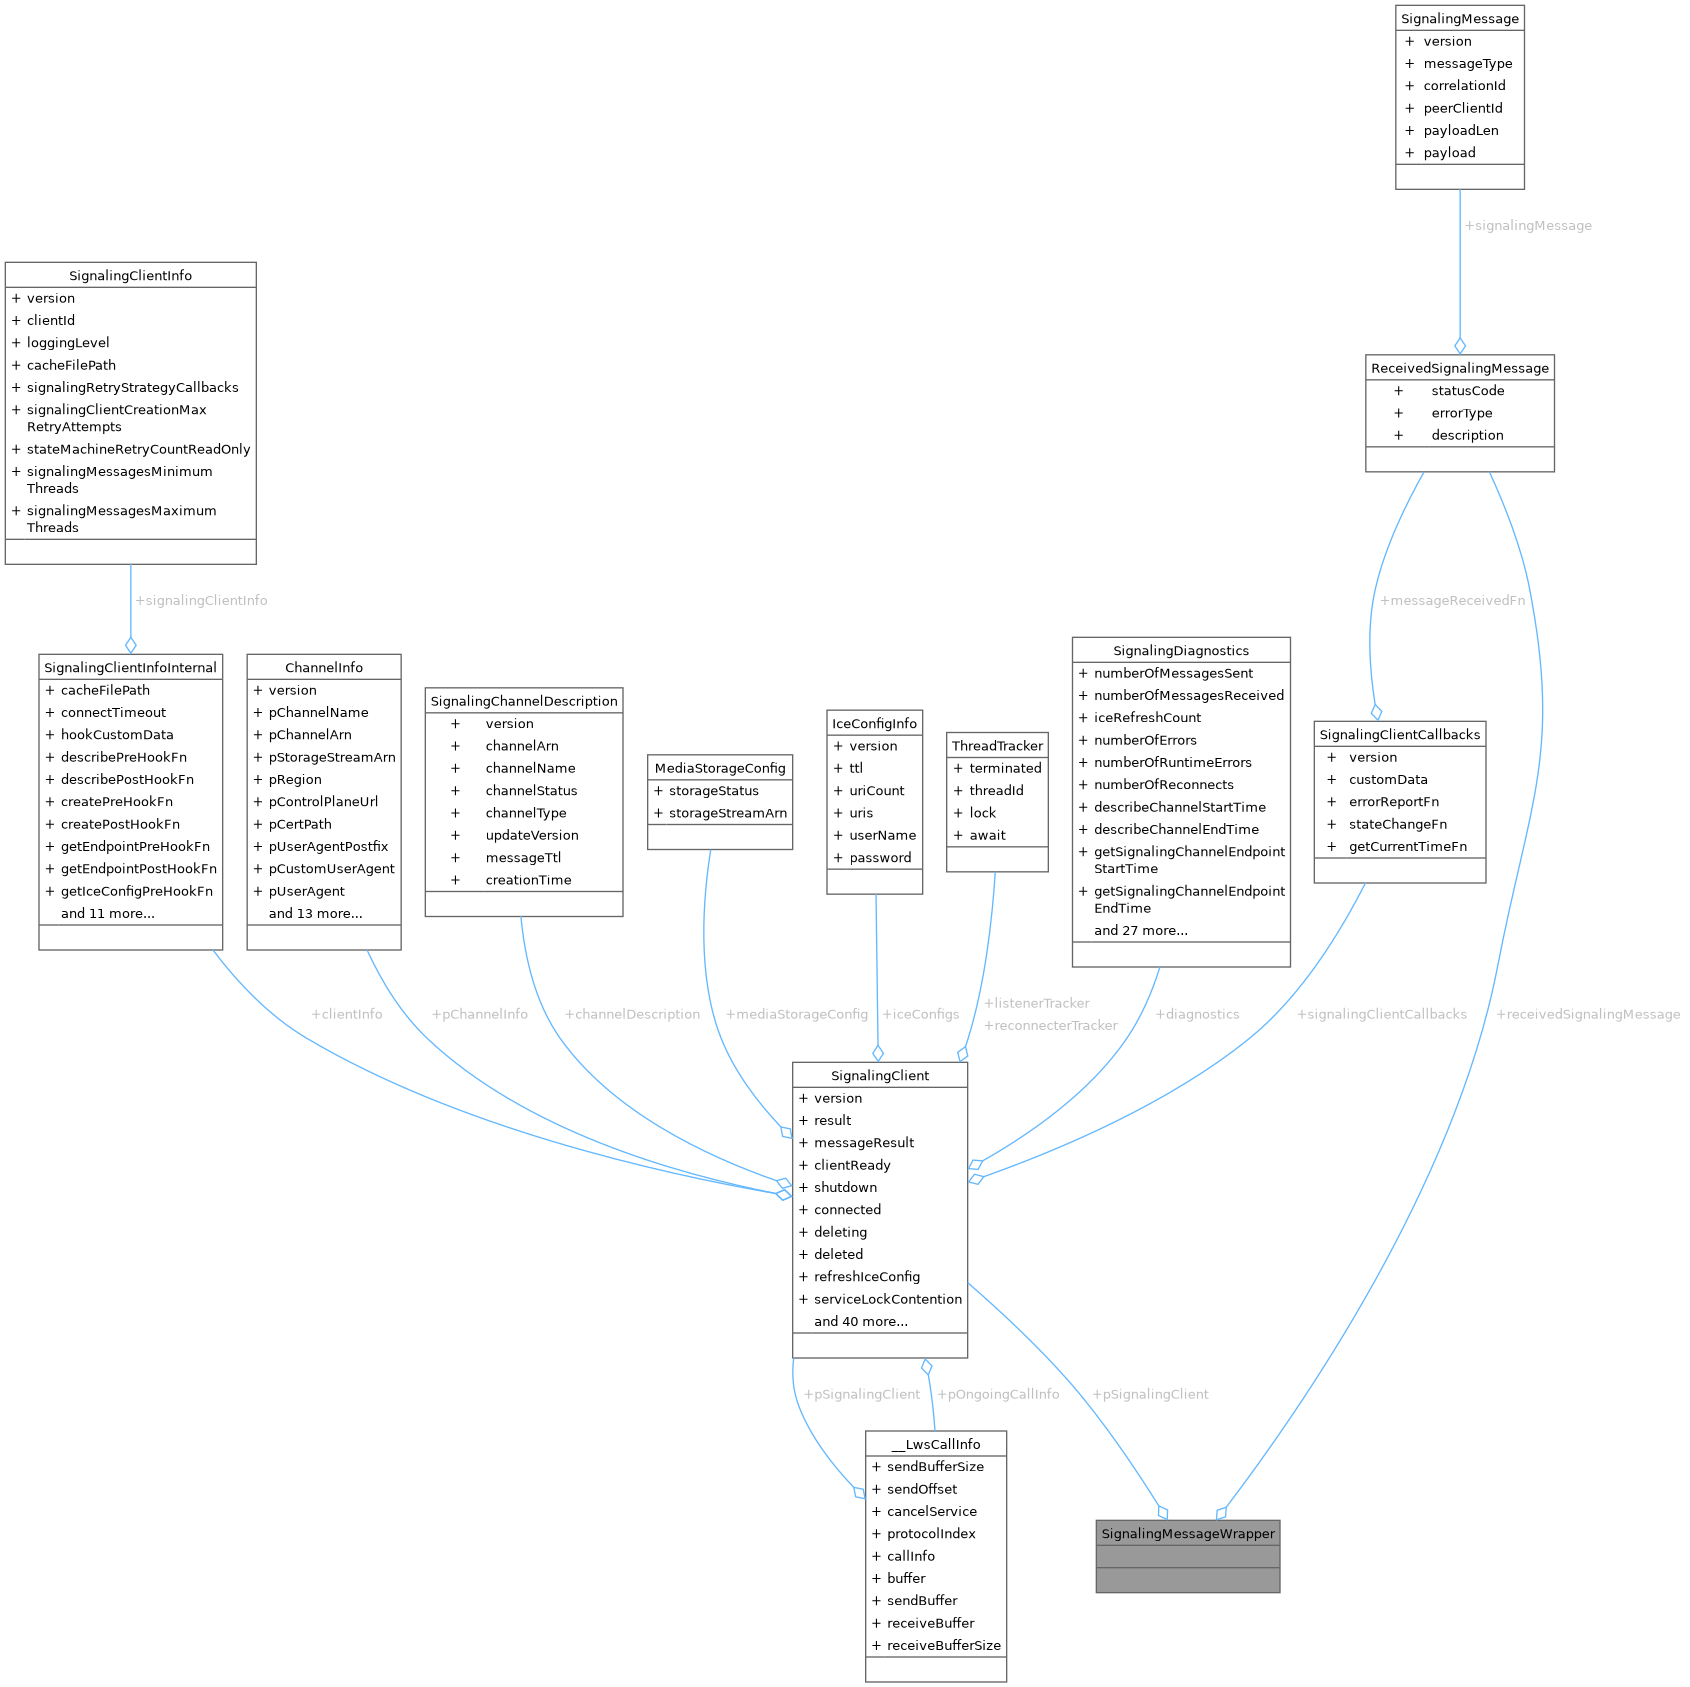 SignalingMessage
+ version
+ messageType
+ correlationId
+ peerClientId
+ payloadLen
+ payload
+signalingMessage
SignalingClientInfo
+ version
+ clientId
+ loggingLevel
+ cacheFilePath
+ signalingRetryStrategyCallbacks
+ signalingClientCreationMax
RetryAttempts
+ stateMachineRetryCountReadOnly
+ signalingMessagesMinimum
Threads
+ signalingMessagesMaximum
Threads
ReceivedSignalingMessage
+ statusCode
+ errorType
+ description
+signalingClientInfo
+messageReceivedFn
SignalingClientInfoInternal
+ cacheFilePath
+ connectTimeout
+ hookCustomData
+ describePreHookFn
+ describePostHookFn
+ createPreHookFn
+ createPostHookFn
+ getEndpointPreHookFn
+ getEndpointPostHookFn
+ getIceConfigPreHookFn
and 11 more...
ChannelInfo
+ version
+ pChannelName
+ pChannelArn
+ pStorageStreamArn
+ pRegion
+ pControlPlaneUrl
+ pCertPath
+ pUserAgentPostfix
+ pCustomUserAgent
+ pUserAgent
and 13 more...
SignalingChannelDescription
+ version
+ channelArn
+ channelName
+ channelStatus
+ channelType
+ updateVersion
+ messageTtl
+ creationTime
MediaStorageConfig
+ storageStatus
+ storageStreamArn
IceConfigInfo
+ version
+ ttl
+ uriCount
+ uris
+ userName
+ password
ThreadTracker
+ terminated
+ threadId
+ lock
+ await
SignalingDiagnostics
+ numberOfMessagesSent
+ numberOfMessagesReceived
+ iceRefreshCount
+ numberOfErrors
+ numberOfRuntimeErrors
+ numberOfReconnects
+ describeChannelStartTime
+ describeChannelEndTime
+ getSignalingChannelEndpoint
StartTime
+ getSignalingChannelEndpoint
EndTime
and 27 more...
SignalingClientCallbacks
+ version
+ customData
+ errorReportFn
+ stateChangeFn
+ getCurrentTimeFn
+clientInfo
+pChannelInfo
+channelDescription
+mediaStorageConfig
+iceConfigs
+listenerTracker
+reconnecterTracker
+diagnostics
+signalingClientCallbacks
+receivedSignalingMessage
SignalingClient
+ version
+ result
+ messageResult
+ clientReady
+ shutdown
+ connected
+ deleting
+ deleted
+ refreshIceConfig
+ serviceLockContention
and 40 more...
+pSignalingClient
+pOngoingCallInfo
+pSignalingClient
__LwsCallInfo
+ sendBufferSize
+ sendOffset
+ cancelService
+ protocolIndex
+ callInfo
+ buffer
+ sendBuffer
+ receiveBuffer
+ receiveBufferSize
SignalingMessageWrapper